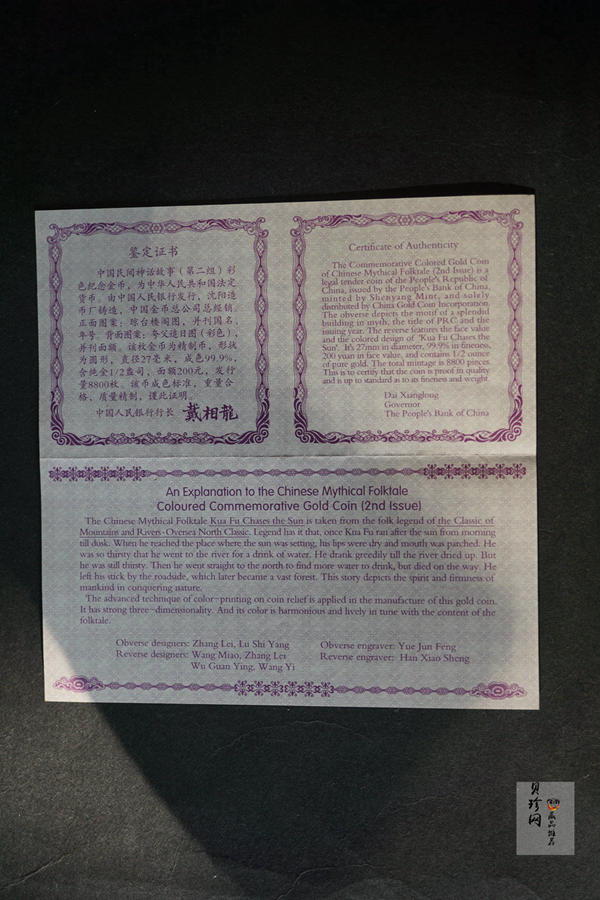 鉴定证书
中国民间神话故事（第二组）彩
色纪念金币，为中华人民共和国法定
货币。由中国人民银行发行，沈阳造
币厂铸造，中国金币总公司总经销。
正面图案：琼台楼阁图，并刊国名、
年号。背面图案：夸父逐日图（彩色），
并刊面额。该枚金币为精制币，形状
为圆形，直径27毫米，成色99.9%，
含纯金1/2盎司，面额200元，发行
量8800枚。该币成色标准，重量合
格，质量精制，谨此证明。
中国人民银行行长 戴相龍
Certificate of Authenticity
The Commemorative Colored Gold Coin
of Chinese Mythical Folktale (2nd Issue) is a
legal tender coin of the People's Republic of
China, issued by the People's Bank of China,
minted by Shenyang Mint, and solely
distributed by China Gold Coin Incorporation.
The obverse depicts the motif of a splendid
building in myth, the title of PRC and the
issuing year. The reverse features the face value
and the colored design of "Kua Fu Chases the
Sun". It's 27mm in diameter, 99.9% in fineness,
200 yuan in face value, and contains 1/2 ounce
of pure gold. The total mintage is 8800 pieces.
This is to certify that the coin is proof in quality
and is up to standard as to its fineness and weight.
Dai Xianglong
Governor
The People's Bank of China
An Explanation to the Chinese Mythical Folktale
Coloured Commemorative Gold Coin (2nd Issue)
The Chinese Mythical Folktale Kua Fu Chases the Sun is taken from the folk legend of the Classic of
Mountains and Rivers-Oversea North Classic. Legend has it that, once Kua Fu ran after the sun from morning
till dusk. When he reached the place where the sun was setting, his lips were dry and mouth was parched. He
was so thirsty that he went to the river for a drink of water. He drank greedily till the river dried up. But
he was still thirsty. Then he went straight to the north to find more water to drink, but died on the way. He
left his stick by the roadside, which later became a vast forest. This story depicts the spirit and firmness of
mankind in conquering nature.
The advanced technique of color-printing on coin relief is applied in the manufacture of this gold coin.
It has strong three-dimensionality. And its color is harmonious and lively in tune with the content of the
folktale.
Obverse designers: Zhang Lei, Lu Shi Yang
Reverse designers: Wang Miao, Zhang Lei
Wu Guan Ying, Wang Yi
Obverse engraver: Yue Jun Feng
Reverse engraver: Han Xiao Sheng
贝珍网
藏品推荐